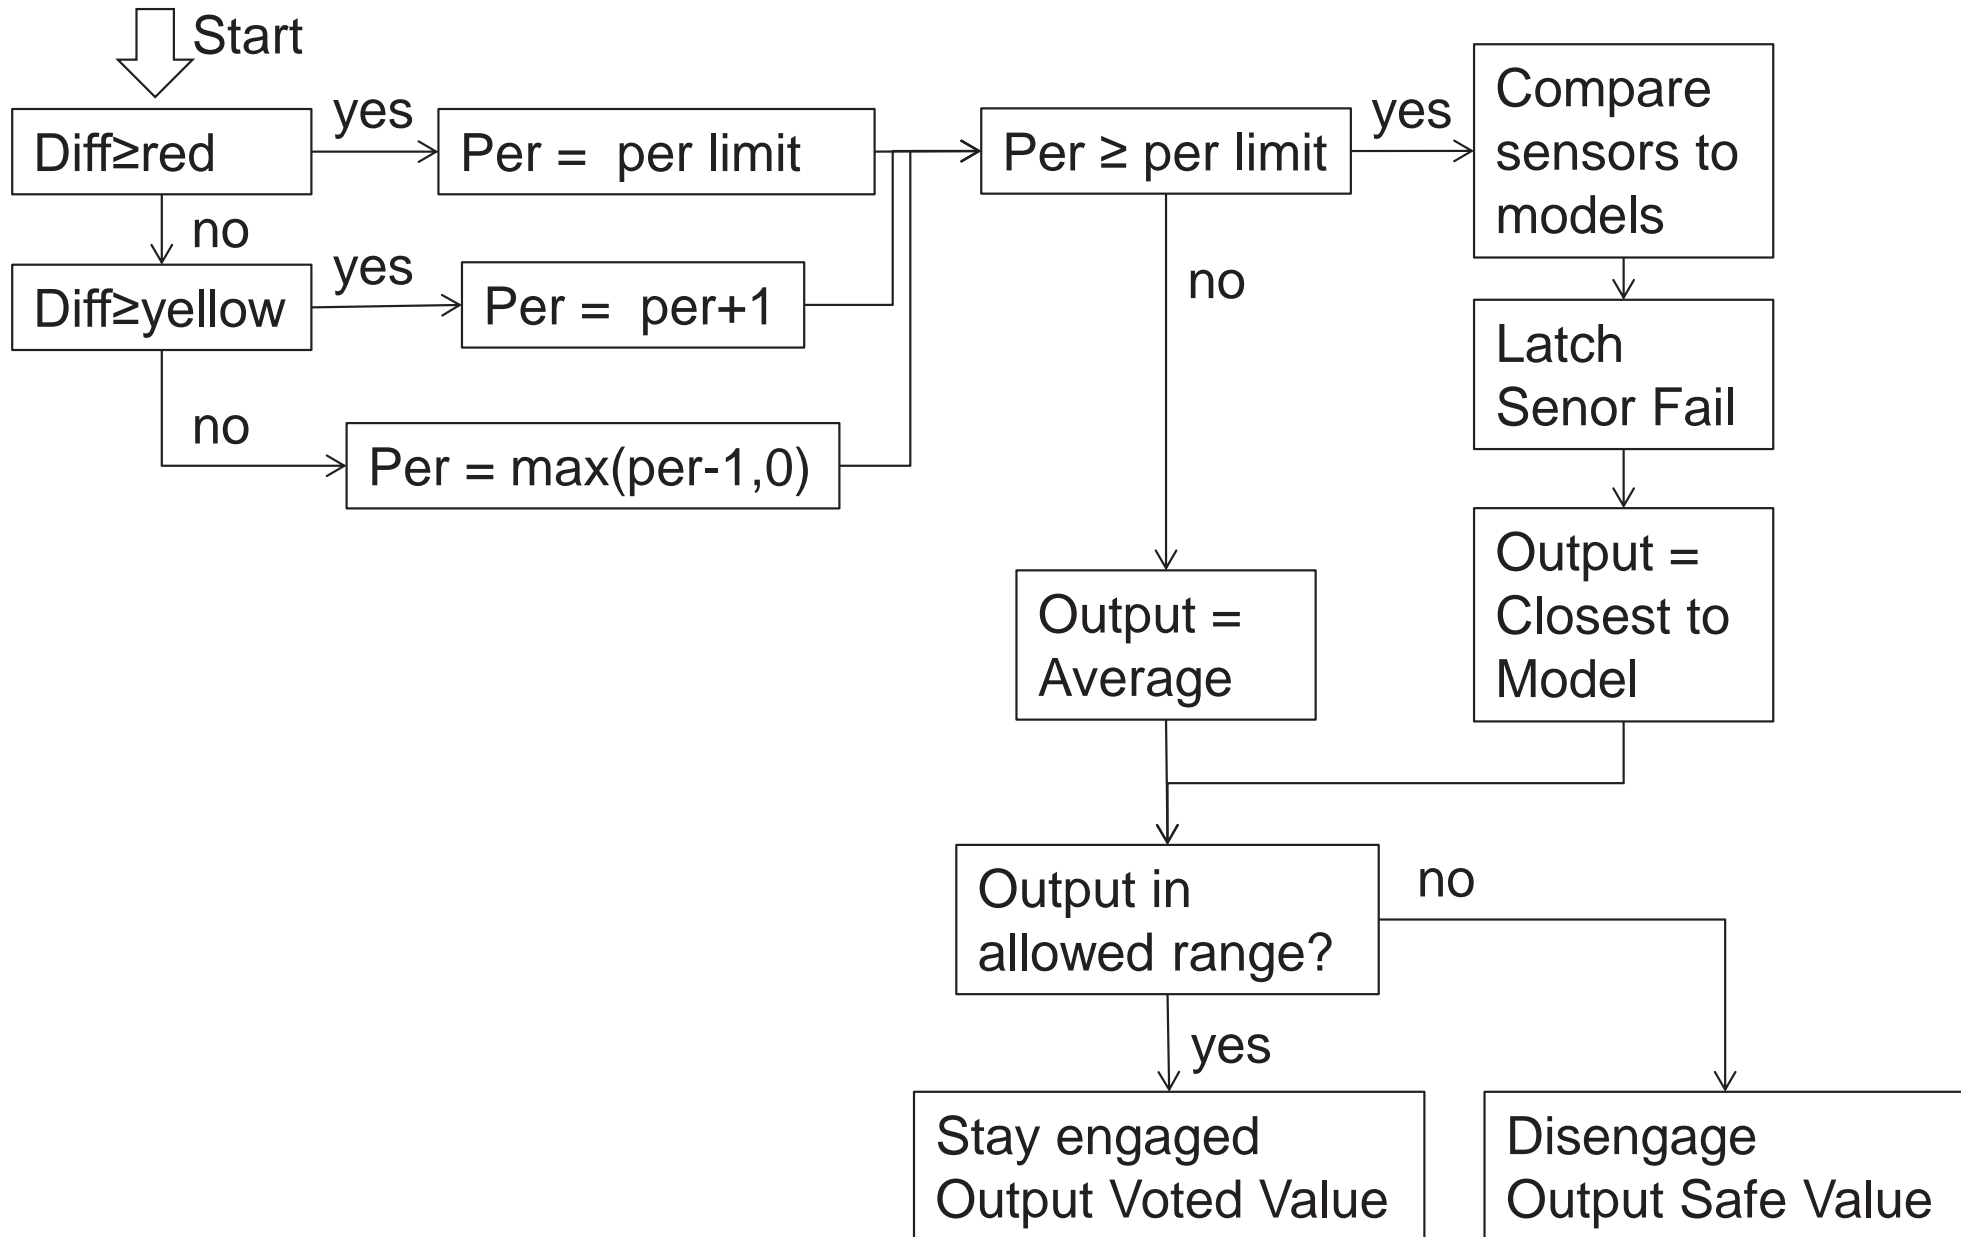 Start
Diff≥red
yes
Per = per limit
Per ≥ per limit
yes
Compare
sensors to
models
no
Diff≥yellow
yes
Per = per+1
no
Latch
Senor Fail
no
Per = max(per-1,0)
Output =
Average
Output =
Closest to
Model
Output in
allowed range?
no
yes
Stay engaged
Output Voted Value
Disengage
Output Safe Value